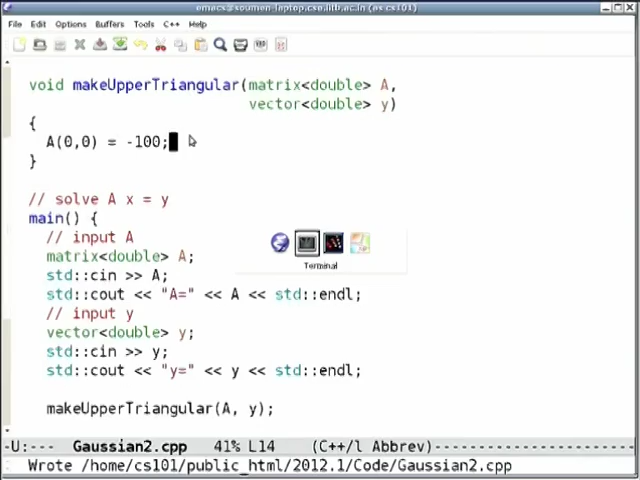 emacs@soumen-laptop.cse.iitb.ac.in (as cs101)
File Edit Options Buffers Tools C++ Help
void makeUpperTriangular(matrix<double> A,
vector<double> y)
{
A(0,0) = -100;
}
// solve A x = y
main() {
// input A
matrix<double> A;
std::cin >> A;
Terminal
std::cout << "A=" << A << std::endl;
// input y
vector<double> y;
std::cin >> y;
std::cout << "y=" << y << std::endl;
makeUpperTriangular(A, y);
-U:--- Gaussian2.cpp 41% L14 (C++/l Abbrev)
Wrote /home/cs101/public_html/2012.1/Code/Gaussian2.cpp